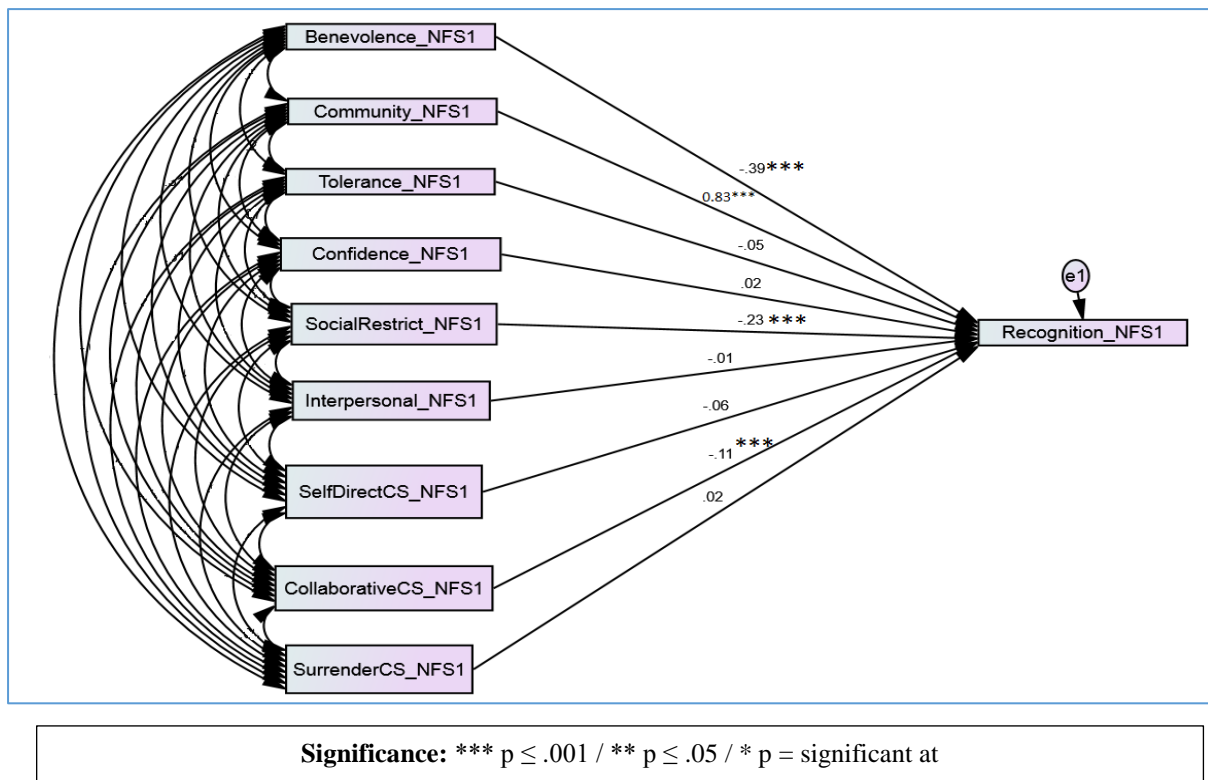 Benevolence_NFS1
Community_NFS1
-.39***
Tolerance_NFS1
0.83***
-.05
Confidence_NFS1
.02
e1
SocialRestrict_NFS1
-.23 ***
Recognition_NFS1
-.01
Interpersonal_NFS1
-.06
-.11***
SelfDirectCS_NFS1
.02
CollaborativeCS_NFS1
SurrenderCS_NFS1
Significance: *** p ≤ .001 / ** p ≤ .05 / * p = significant at